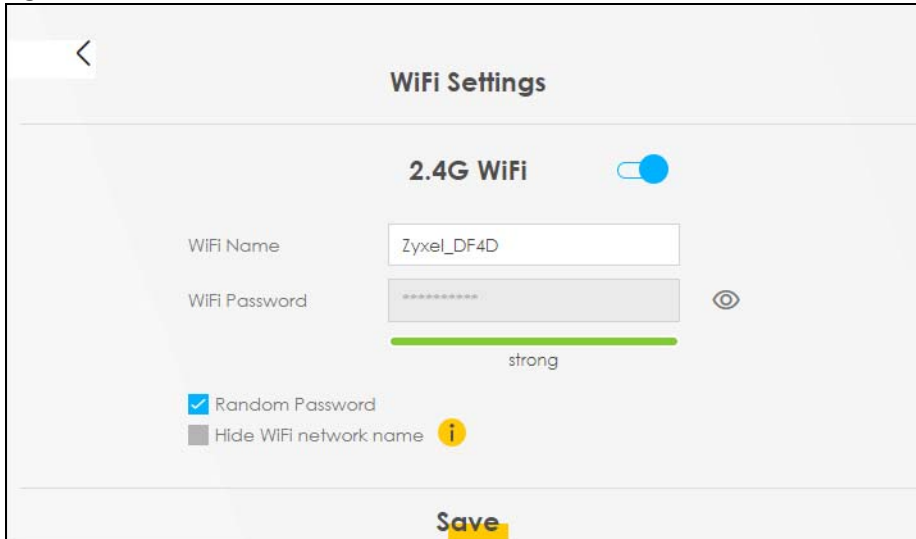 WiFi Settings
2.4G WiFi
WiFi Name Zyxel_DF4D
WiFi Password **********
strong
Random Password
Hide WiFi network name i
Save